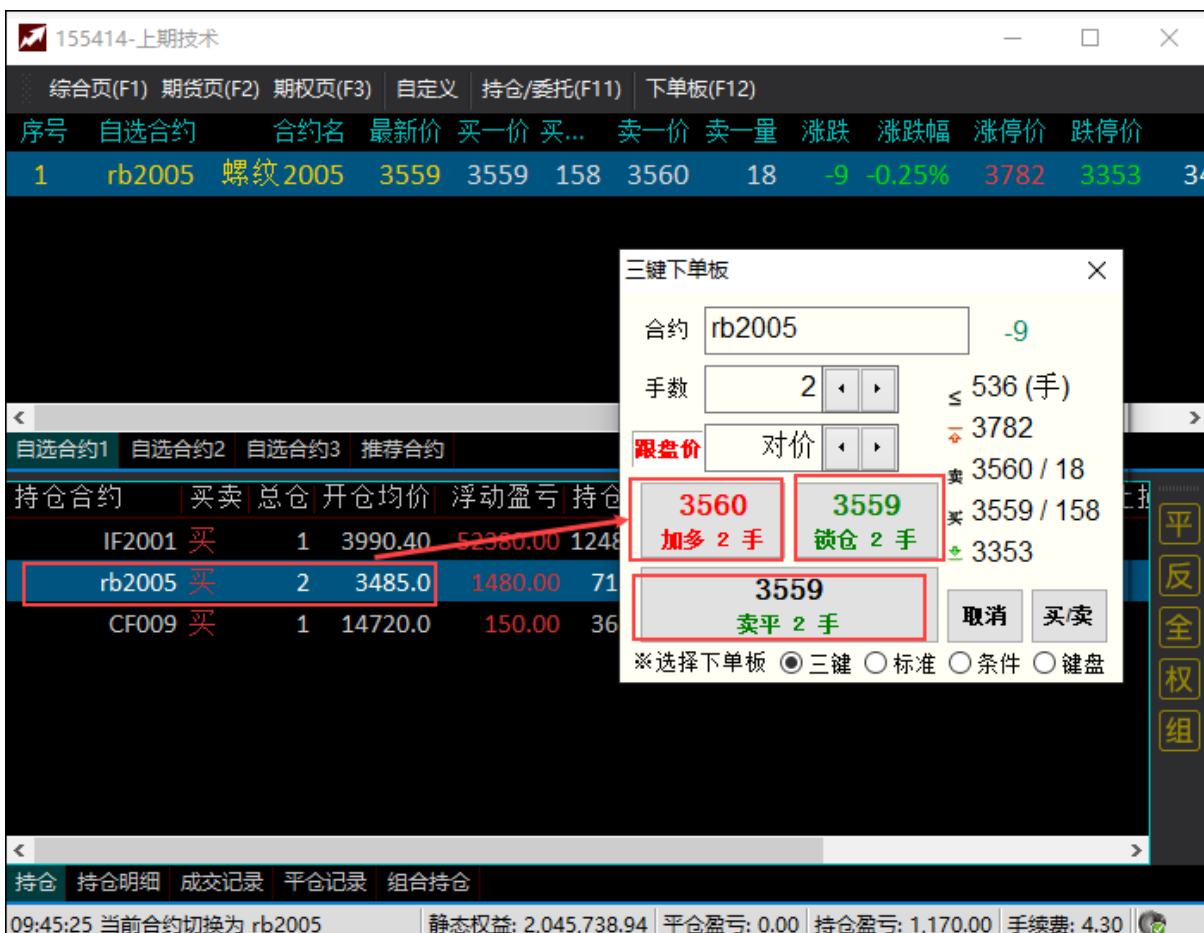 155414-上期技术
综合页(F1) 期货页(F2) 期权页(F3) 自定义 持仓/委托(F11) 下单板(F12)
序号 自选合约 合约名 最新价 买一价 买... 卖一价 卖一量 涨跌 涨跌幅 涨停价 跌停价
1 rb2005 螺纹2005 3559 3559 158 3560 18 -9 -0.25% 3782 3353 34
三键下单板
合约 rb2005 -9
手数 2 ≤ 536 (手)
3782
跟盘价 对价
卖 3560 / 18
买 3559 / 158
3353
3560
加多 2 手
3559
锁仓 2 手
3559
卖平 2 手
取消 买/卖
※选择下单板 三键 标准 条件 键盘
自选合约1 自选合约2 自选合约3 推荐合约
持仓合约 买卖 总仓 开仓均价 浮动盈亏 持仓
IF2001 买 1 3990.40 52380.00 1248
rb2005 买 2 3485.0 1480.00 71
CF009 买 1 14720.0 150.00 36
平
反
全
权
组
持仓 持仓明细 成交记录 平仓记录 组合持仓
09:45:25 当前合约切换为 rb2005 静态权益: 2,045,738.94 平仓盈亏: 0.00 持仓盈亏: 1,170.00 手续费: 4.30